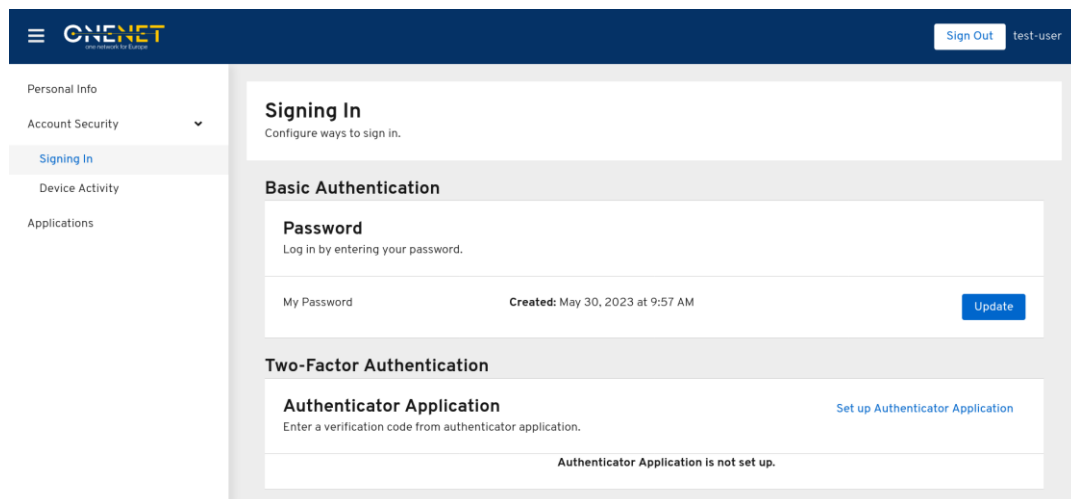 ONENET
one network for Europe
Sign Out
test-user
Personal Info
Account Security
Signing In
Device Activity
Applications
Signing In
Configure ways to sign in.
Basic Authentication
Password
Log in by entering your password.
My Password
Created: May 30, 2023 at 9:57 AM
Update
Two-Factor Authentication
Authenticator Application
Set up Authenticator Application
Enter a verification code from authenticator application.
Authenticator Application is not set up.